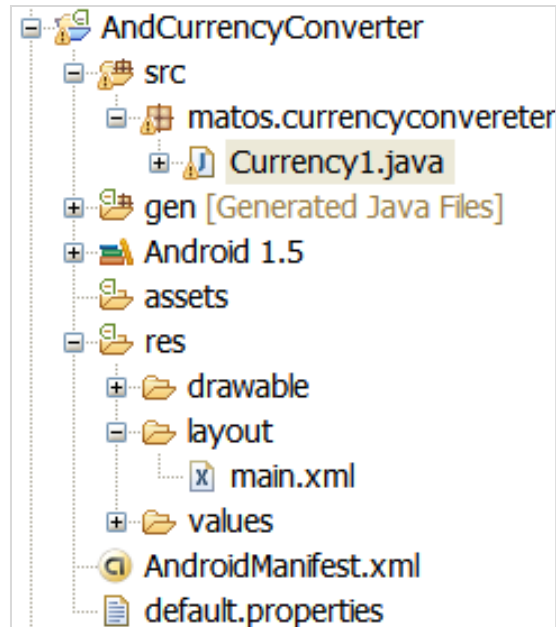 AndCurrencyConverter
src
matos.currencyconvereter
Currency1.java
gen [Generated Java Files]
Android 1.5
assets
res
drawable
layout
main.xml
values
AndroidManifest.xml
default.properties